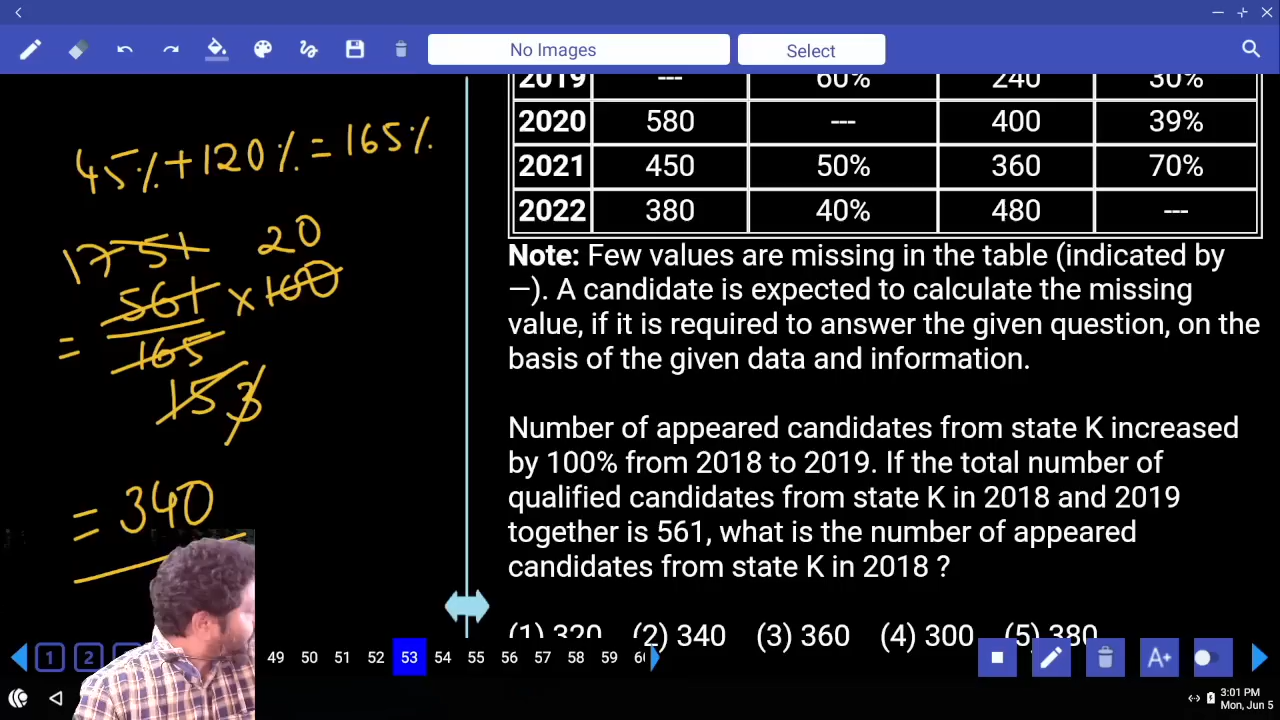 No Images
Select
45% + 120% = 165%
17 51 20
= 561 × 100
165
15 3
= 340
2019 --- 60% 240 30%
2020 580 --- 400 39%
2021 450 50% 360 70%
2022 380 40% 480 ---
Note: Few values are missing in the table (indicated by
—). A candidate is expected to calculate the missing
value, if it is required to answer the given question, on the
basis of the given data and information.
Number of appeared candidates from state K increased
by 100% from 2018 to 2019. If the total number of
qualified candidates from state K in 2018 and 2019
together is 561, what is the number of appeared
candidates from state K in 2018 ?
(1) 320 (2) 340 (3) 360 (4) 300 (5) 380
1 2 49 50 51 52 53 54 55 56 57 58 59
A+
3:01 PM
Mon, Jun 5